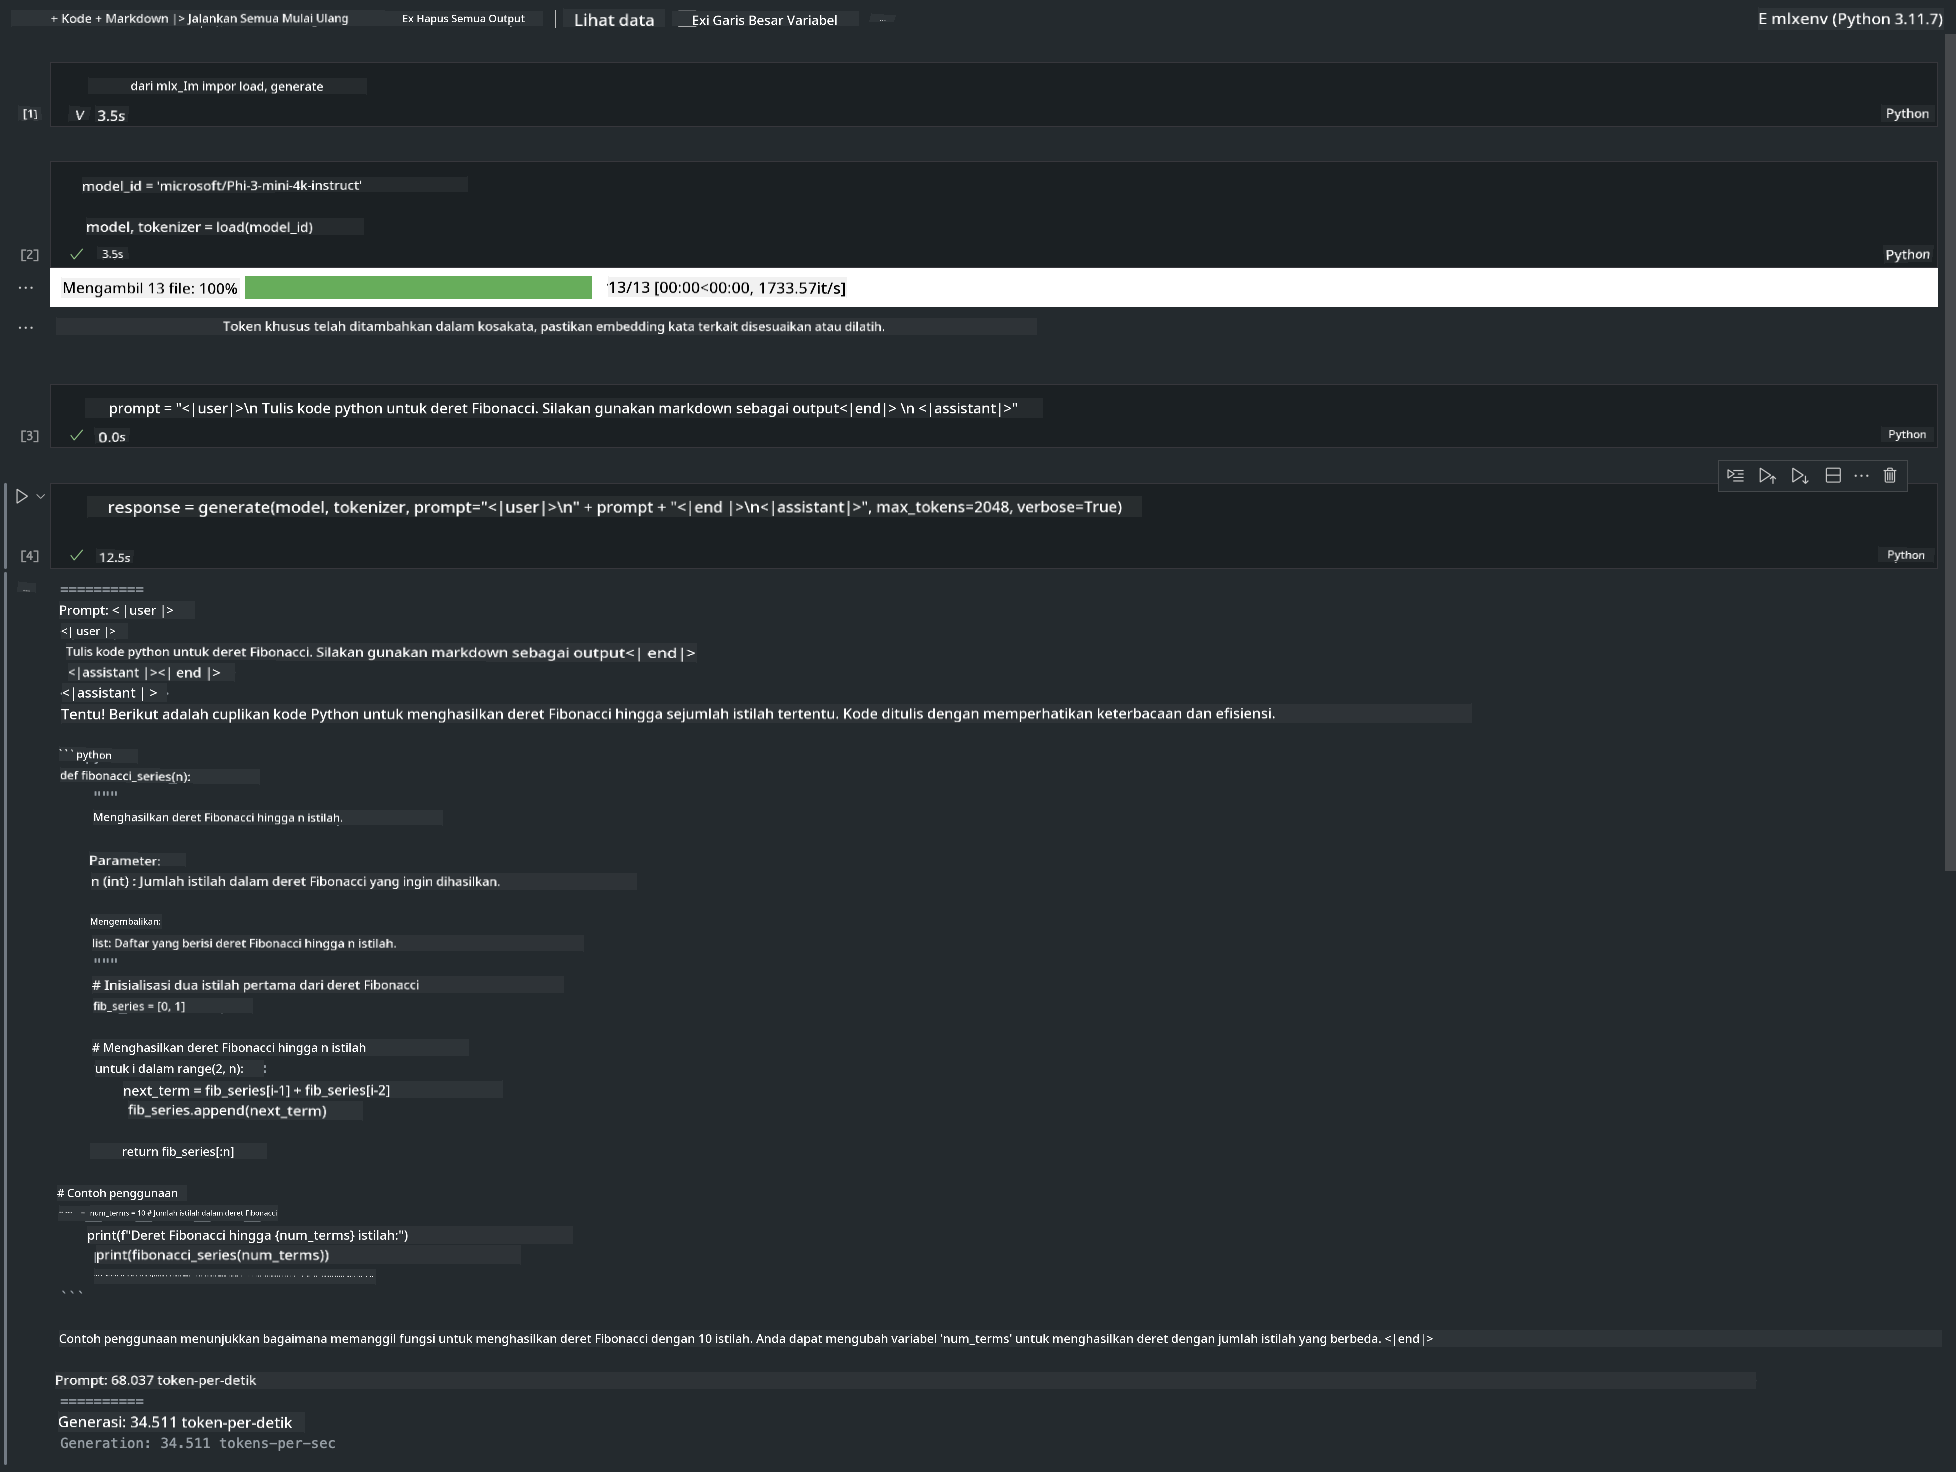 + Kode + Markdown |> Jalankan Semua Mulai Ulang Ex Hapus Semua Output | Lihat data Exi Garis Besar Variabel ... E mlxenv (Python 3.11.7)
dari mlx_Im impor load, generate
[1] V 3.5s Python
model_id = 'microsoft/Phi-3-mini-4k-instruct'
model, tokenizer = load(model_id)
[2] ✓ 3.5s Python
... Mengambil 13 file: 100% 13/13 [00:00<00:00, 1733.57it/s]
... Token khusus telah ditambahkan dalam kosakata, pastikan embedding kata terkait disesuaikan atau dilatih.
prompt = "<|user|>\n Tulis kode python untuk deret Fibonacci. Silakan gunakan markdown sebagai output<|end|> \n <|assistant|>"
[3] ✓ 0.0s Python
response = generate(model, tokenizer, prompt="<|user|>\n" + prompt + "<|end |>\n<|assistant|>", max_tokens=2048, verbose=True)
[4] ✓ 12.5s Python
==========
Prompt: < |user |>
<| user |>
Tulis kode python untuk deret Fibonacci. Silakan gunakan markdown sebagai output<| end|>
<|assistant |><| end |>
<|assistant | >
Tentu! Berikut adalah cuplikan kode Python untuk menghasilkan deret Fibonacci hingga sejumlah istilah tertentu. Kode ditulis dengan memperhatikan keterbacaan dan efisiensi.
```python
def fibonacci_series(n):
"""
Menghasilkan deret Fibonacci hingga n istilah.
Parameter:
n (int) : Jumlah istilah dalam deret Fibonacci yang ingin dihasilkan.
Mengembalikan:
list: Daftar yang berisi deret Fibonacci hingga n istilah.
"""
# Inisialisasi dua istilah pertama dari deret Fibonacci
fib_series = [0, 1]
# Menghasilkan deret Fibonacci hingga n istilah
untuk i dalam range(2, n): :
next_term = fib_series[i-1] + fib_series[i-2]
fib_series.append(next_term)
return fib_series[:n]
# Contoh penggunaan
num_terms = 10 # Jumlah istilah dalam deret Fibonacci
print(f"Deret Fibonacci hingga {num_terms} istilah:")
print(fibonacci_series(num_terms))
```
Contoh penggunaan menunjukkan bagaimana memanggil fungsi untuk menghasilkan deret Fibonacci dengan 10 istilah. Anda dapat mengubah variabel 'num_terms' untuk menghasilkan deret dengan jumlah istilah yang berbeda. <|end|>
Prompt: 68.037 token-per-detik
==========
Generasi: 34.511 token-per-detik
Generation: 34.511 tokens-per-sec